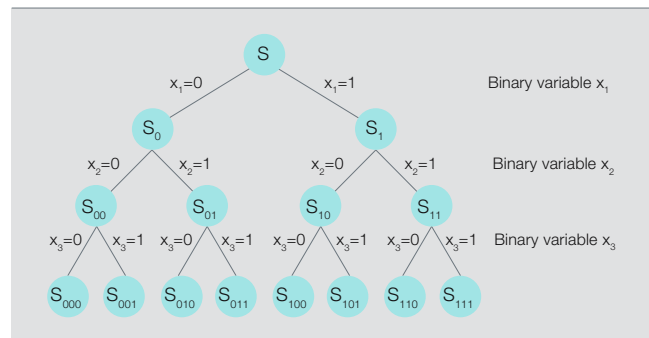 S
x₁=0 x₁=1 Binary variable x₁
S₀ S₁
x₂=0 x₂=1 x₂=0 x₂=1 Binary variable x₂
S₀₀ S₀₁ S₁₀ S₁₁
x₃=0 x₃=1 x₃=0 x₃=1 x₃=0 x₃=1 x₃=0 x₃=1 Binary variable x₃
S₀₀₀ S₀₀₁ S₀₁₀ S₀₁₁ S₁₀₀ S₁₀₁ S₁₁₀ S₁₁₁